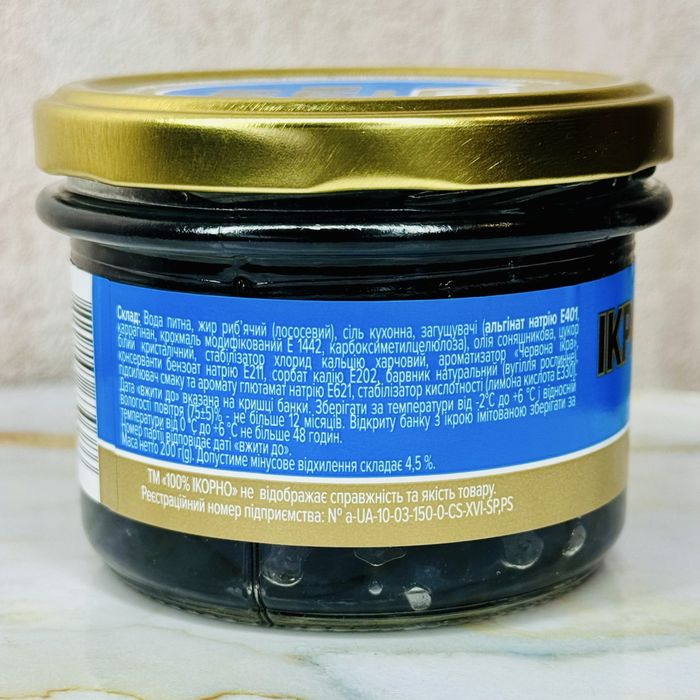 Склад: Вода питна, жир риб'ячий (лососевий), сіль кухонна, загущувачі (альгінат натрію Е401,
каррагінан, крохмаль модифікований Е 1442, карбоксиметилцелюлоза), олія соняшникова, цукор
білий кристалічний, стабілізатор хлорид кальцію харчовий, ароматизатор «Червона ікра»,
консерванти бензоат натрію Е211, сорбат калію Е202, барвник натуральний (вугілля рослинне),
підсилювач смаку та аромату глютамат натрію Е621, стабілізатор кислотності (лимона кислота Е330).
Дата «вжити до» вказана на кришці банки. Зберігати за температури від -2°С до +6 °С і відносній
вологості повітря (75±5)% - не більше 12 місяців. Відкриту банку з ікрою імітованою зберігати за
температури від 0°С до +6 °С не більше 48 годин.
Номер партії відповідає даті «вжити до».
Маса нетто 200 г(g). Допустиме мінусове відхилення складає 4,5 %.
ТМ «100% ІКОРНО» не відображає справжність та якість товару.
Реєстраційний номер підприємства: N° a-UA-10-03-150-0-CS-XVI-SP,PS
ІКР